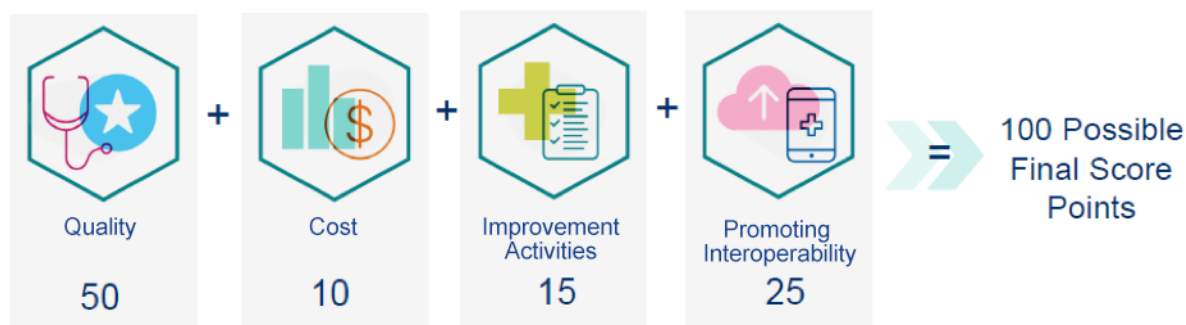 Quality
50
+
Cost
10
+
Improvement
Activities
15
+
Promoting
Interoperability
25
=
100 Possible
Final Score
Points
$